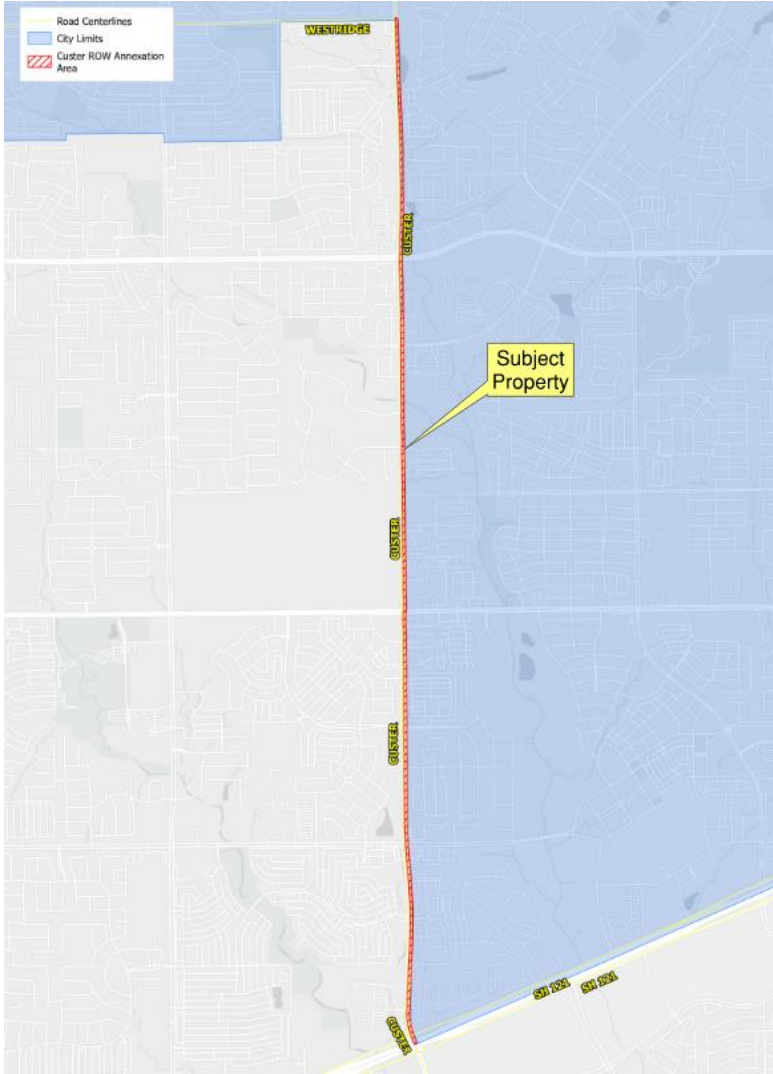 Road Centerlines
City Limits
Custer ROW Annexation
Area
WESTRIDGE
CUSTER
Subject
Property
CUSTER
CUSTER
SH 121
SH 121
CUSTER